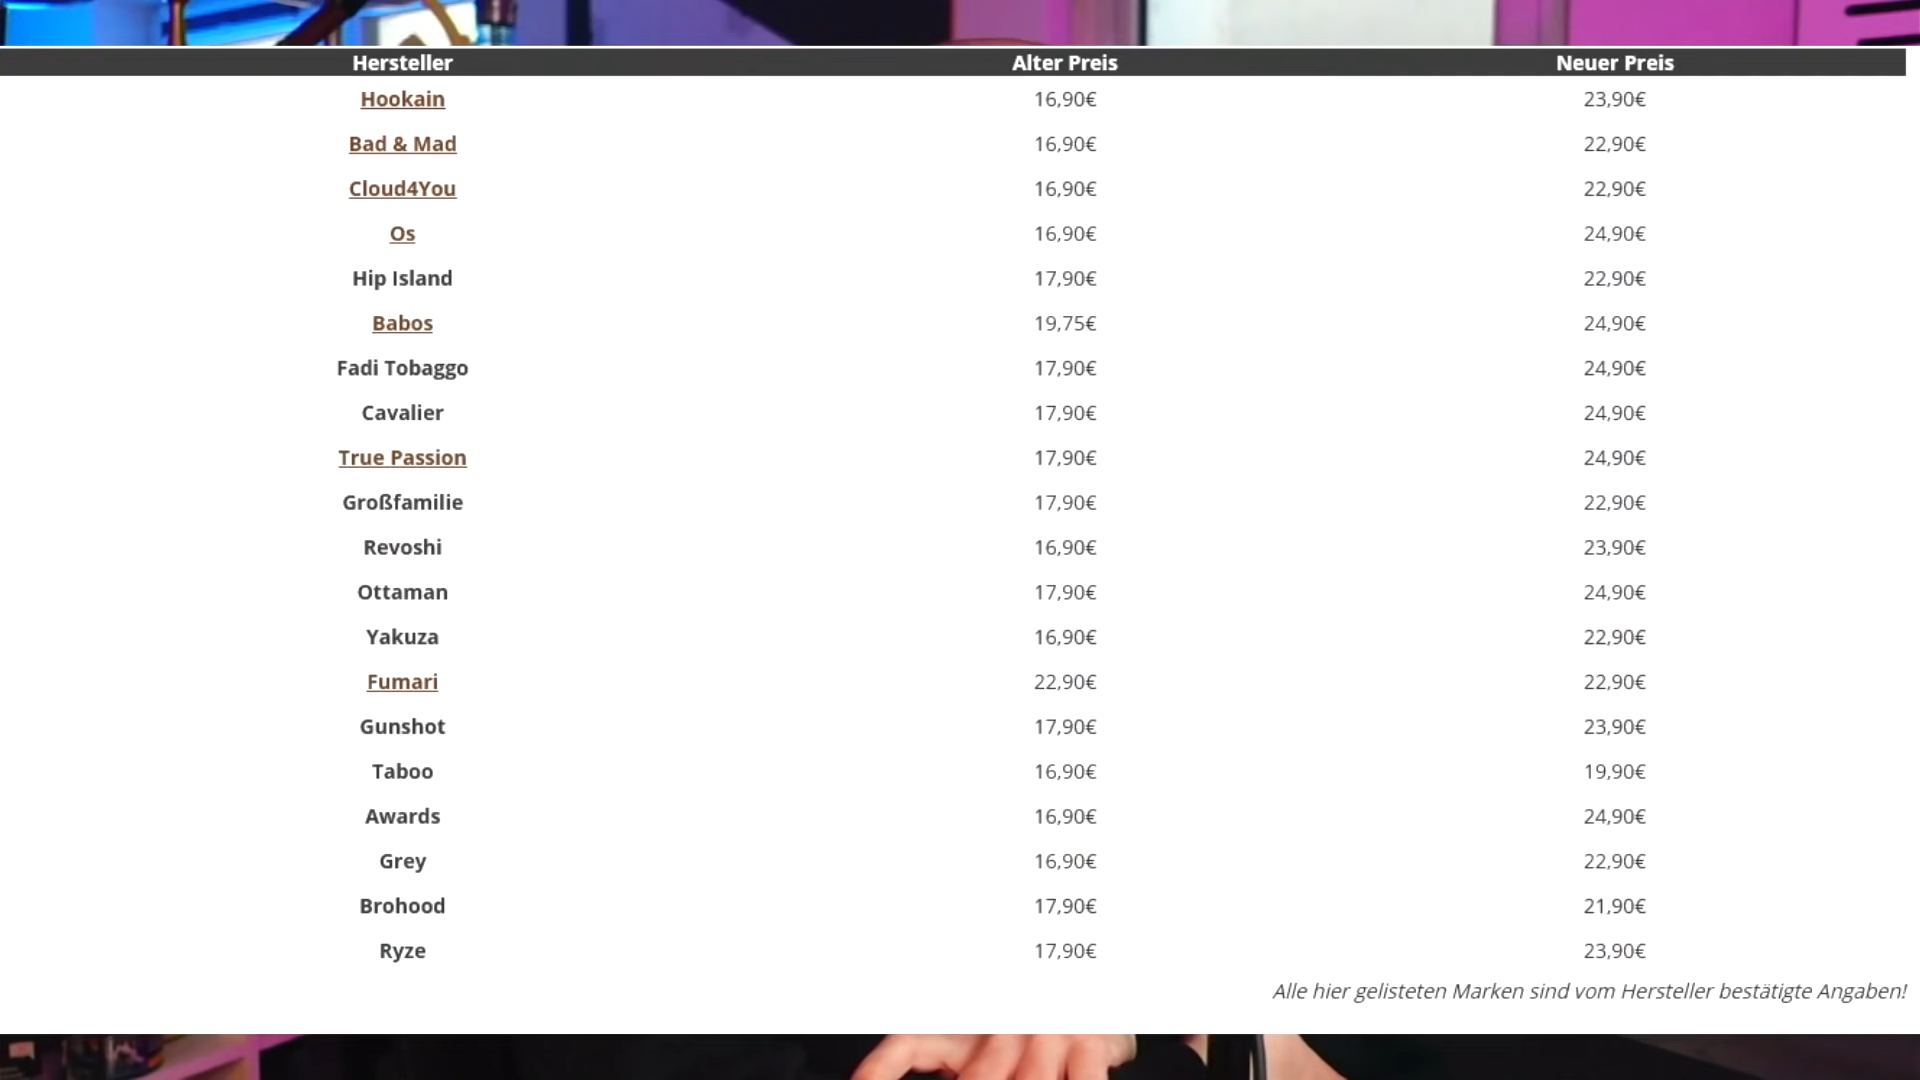 Hersteller Alter Preis Neuer Preis
Hookain 16,90€ 23,90€
Bad & Mad 16,90€ 22,90€
Cloud4You 16,90€ 22,90€
Os 16,90€ 24,90€
Hip Island 17,90€ 22,90€
Babos 19,75€ 24,90€
Fadi Tobaggo 17,90€ 24,90€
Cavalier 17,90€ 24,90€
True Passion 17,90€ 24,90€
Großfamilie 17,90€ 22,90€
Revoshi 16,90€ 23,90€
Ottaman 17,90€ 24,90€
Yakuza 16,90€ 22,90€
Fumari 22,90€ 22,90€
Gunshot 17,90€ 23,90€
Taboo 16,90€ 19,90€
Awards 16,90€ 24,90€
Grey 16,90€ 22,90€
Brohood 17,90€ 21,90€
Ryze 17,90€ 23,90€
Alle hier gelisteten Marken sind vom Hersteller bestätigte Angaben!